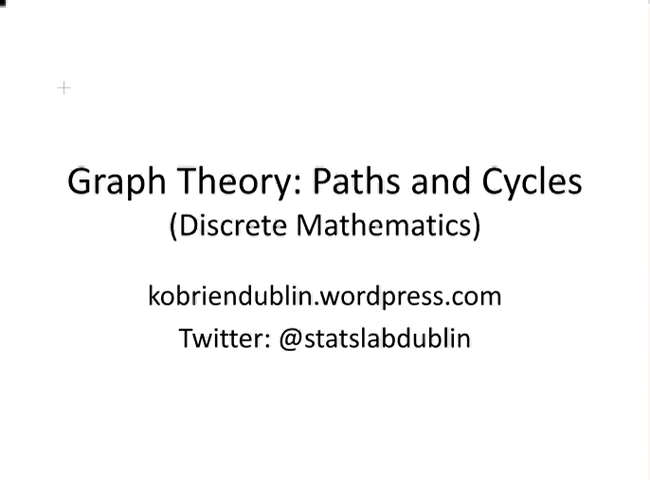 Graph Theory: Paths and Cycles
(Discrete Mathematics)
kobriendublin.wordpress.com
Twitter: @statslabdublin